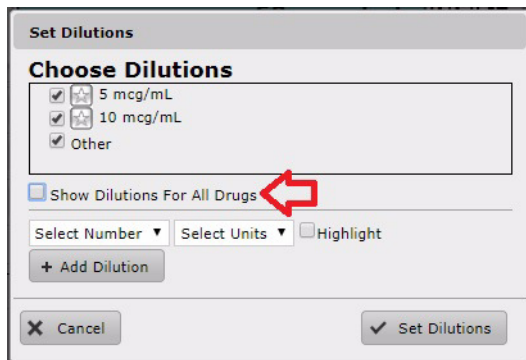 Set Dilutions
Choose Dilutions
5 mcg/mL
10 mcg/mL
Other
Show Dilutions For All Drugs
Select Number Select Units Highlight
+ Add Dilution
Cancel Set Dilutions